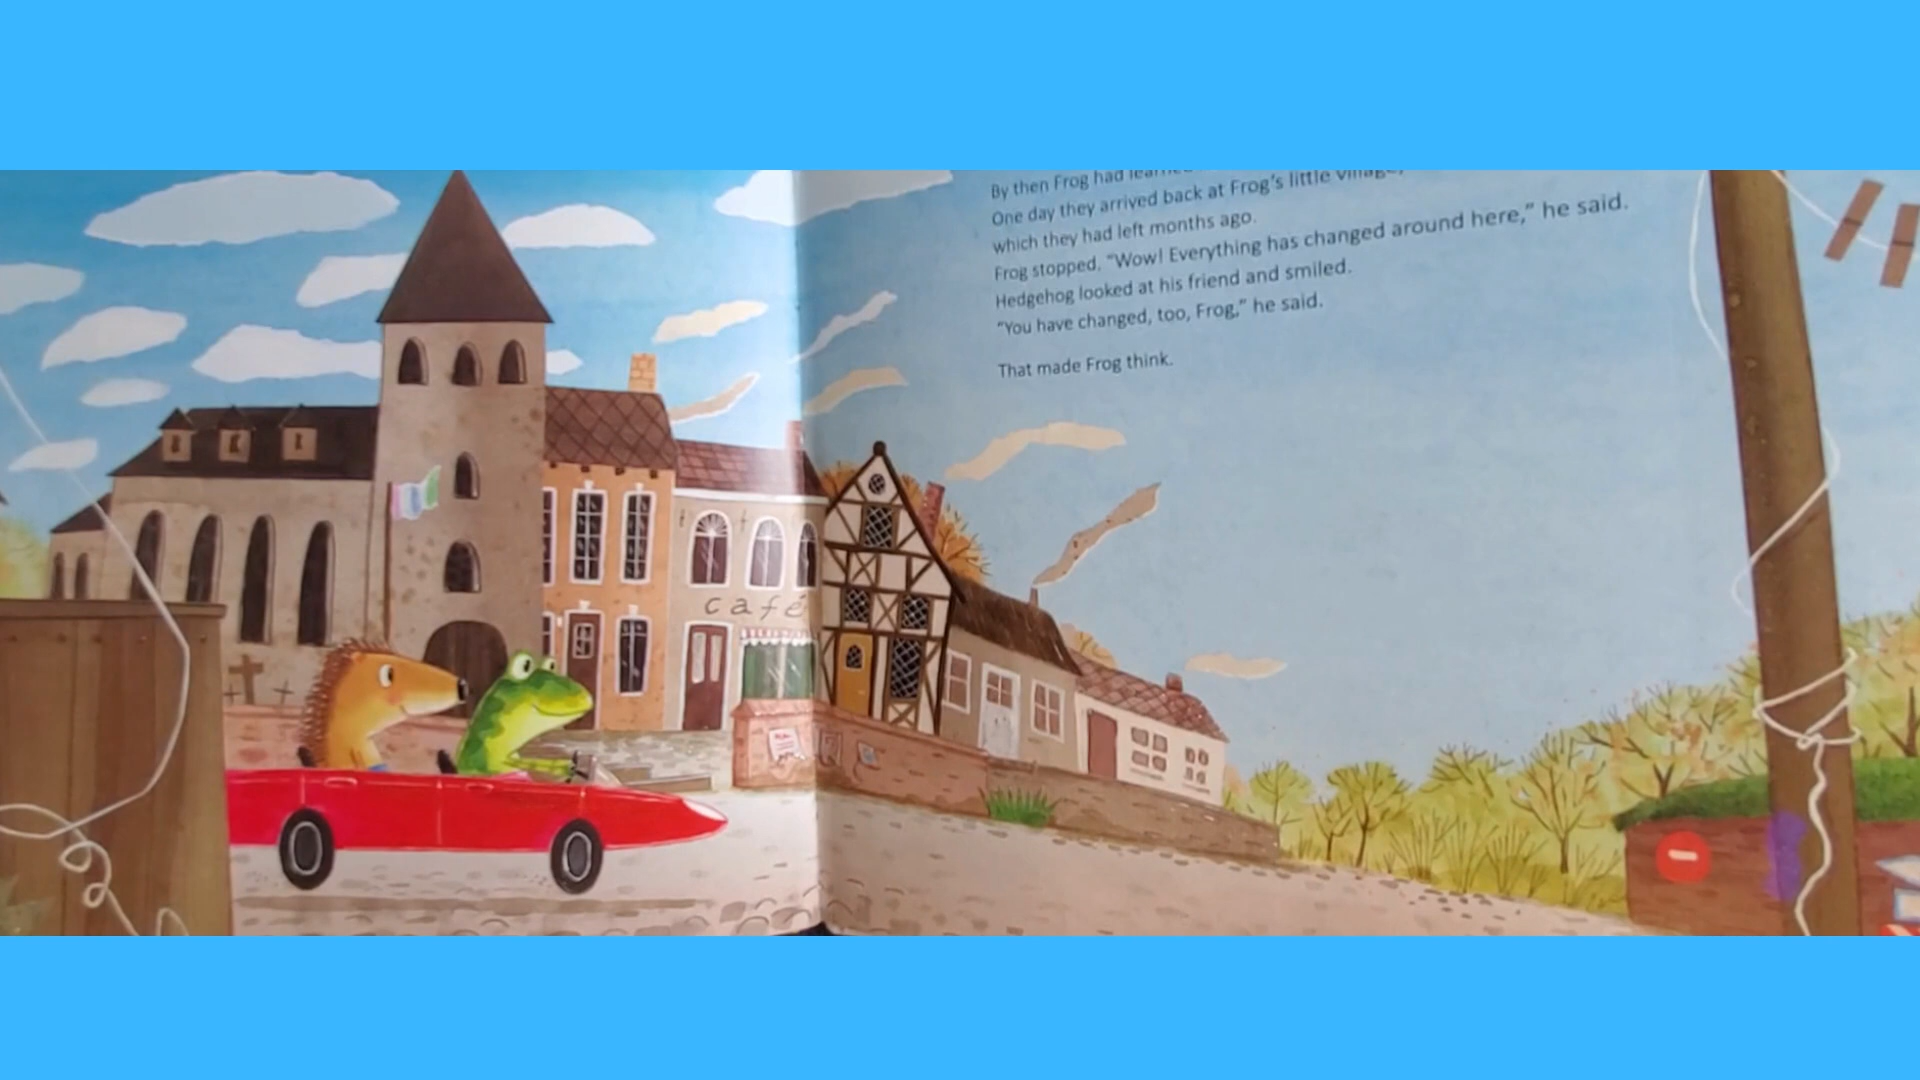 café
By then Frog had
One day they arrived back at Frog's little village,
which they had left months ago.
Frog stopped. “Wow! Everything has changed around here,” he said.
Hedgehog looked at his friend and smiled.
“You have changed, too, Frog,” he said.
That made Frog think.